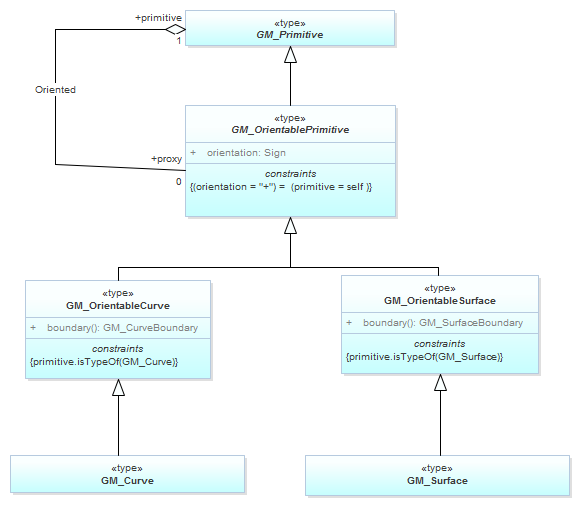 +primitive
«type»
GM_Primitive
1
Oriented
«type»
GM_OrientablePrimitive
+ orientation: Sign
+proxy
constraints
0
{(orientation = "+") = (primitive = self )}
«type»
GM_OrientableCurve
+ boundary(): GM_CurveBoundary
constraints
{primitive.isTypeOf(GM_Curve)}
«type»
GM_OrientableSurface
+ boundary(): GM_SurfaceBoundary
constraints
{primitive.isTypeOf(GM_Surface)}
«type»
GM_Curve
«type»
GM_Surface